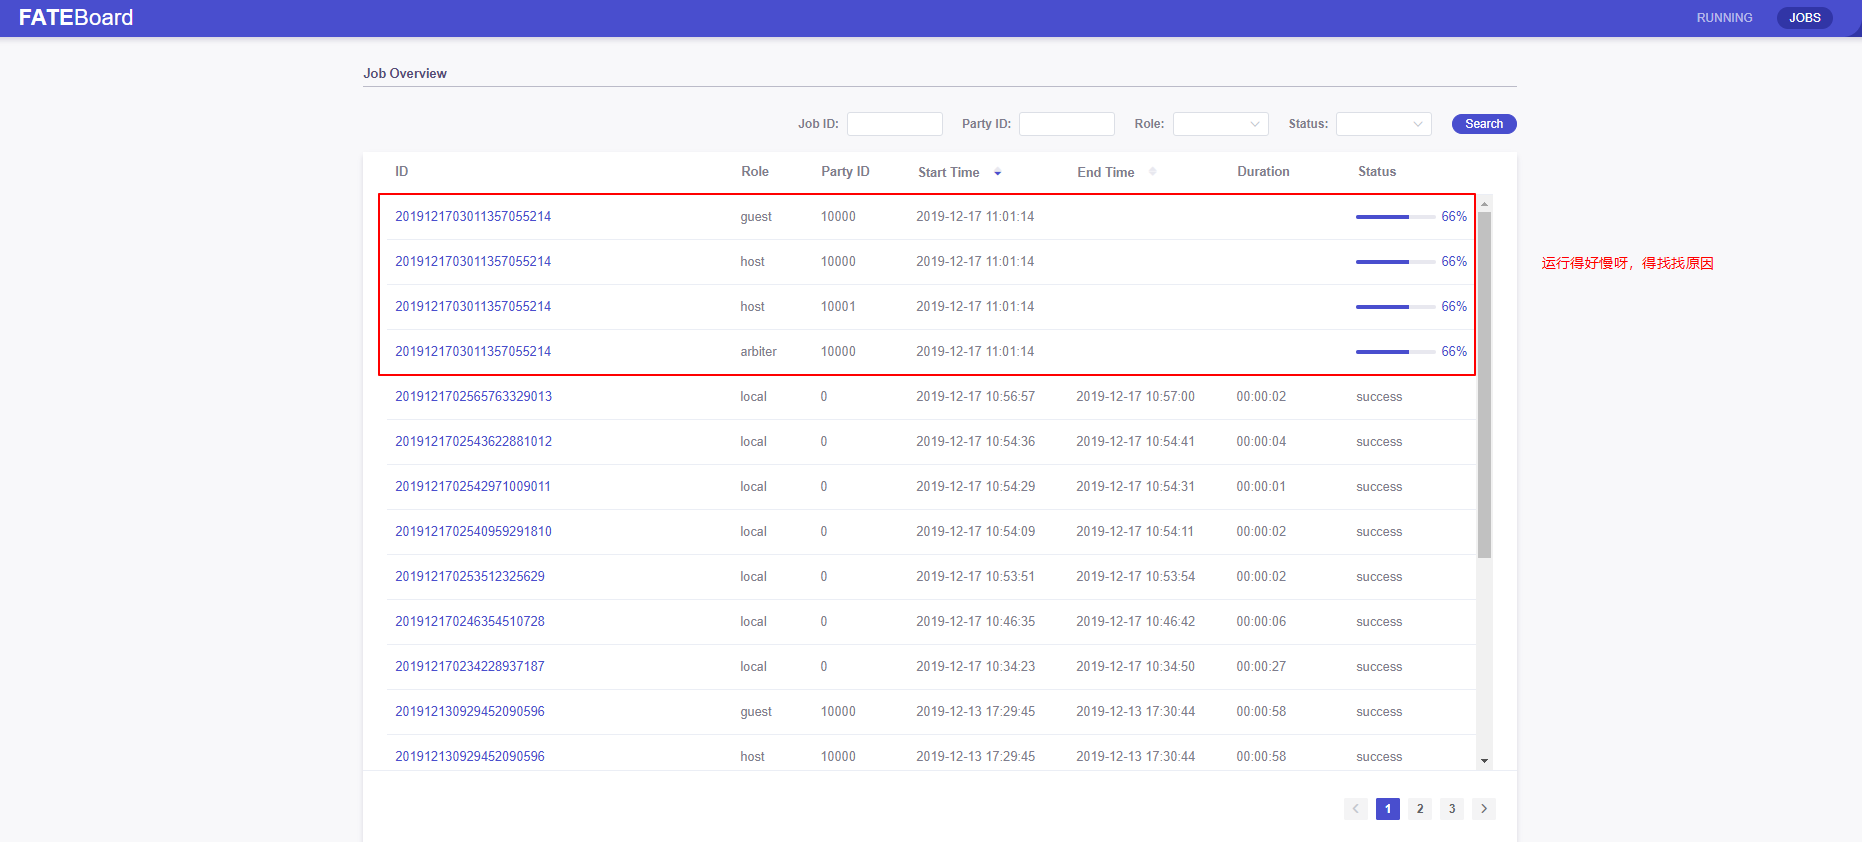 FATEBoard RUNNING JOBS
Job Overview
Job ID: Party ID: Role: Status: Search
ID Role Party ID Start Time End Time Duration Status
2019121703011357055214 guest 10000 2019-12-17 11:01:14 66%
2019121703011357055214 host 10000 2019-12-17 11:01:14 66%
运行得好慢呀，得找找原因
2019121703011357055214 host 10001 2019-12-17 11:01:14 66%
2019121703011357055214 arbiter 10000 2019-12-17 11:01:14 66%
2019121702565763329013 local 0 2019-12-17 10:56:57 2019-12-17 10:57:00 00:00:02 success
2019121702543622881012 local 0 2019-12-17 10:54:36 2019-12-17 10:54:41 00:00:04 success
2019121702542971009011 local 0 2019-12-17 10:54:29 2019-12-17 10:54:31 00:00:01 success
2019121702540959291810 local 0 2019-12-17 10:54:09 2019-12-17 10:54:11 00:00:02 success
201912170253512325629 local 0 2019-12-17 10:53:51 2019-12-17 10:53:54 00:00:02 success
201912170246354510728 local 0 2019-12-17 10:46:35 2019-12-17 10:46:42 00:00:06 success
201912170234228937187 local 0 2019-12-17 10:34:23 2019-12-17 10:34:50 00:00:27 success
201912130929452090596 guest 10000 2019-12-13 17:29:45 2019-12-13 17:30:44 00:00:58 success
201912130929452090596 host 10000 2019-12-13 17:29:45 2019-12-13 17:30:44 00:00:58 success
1 2 3